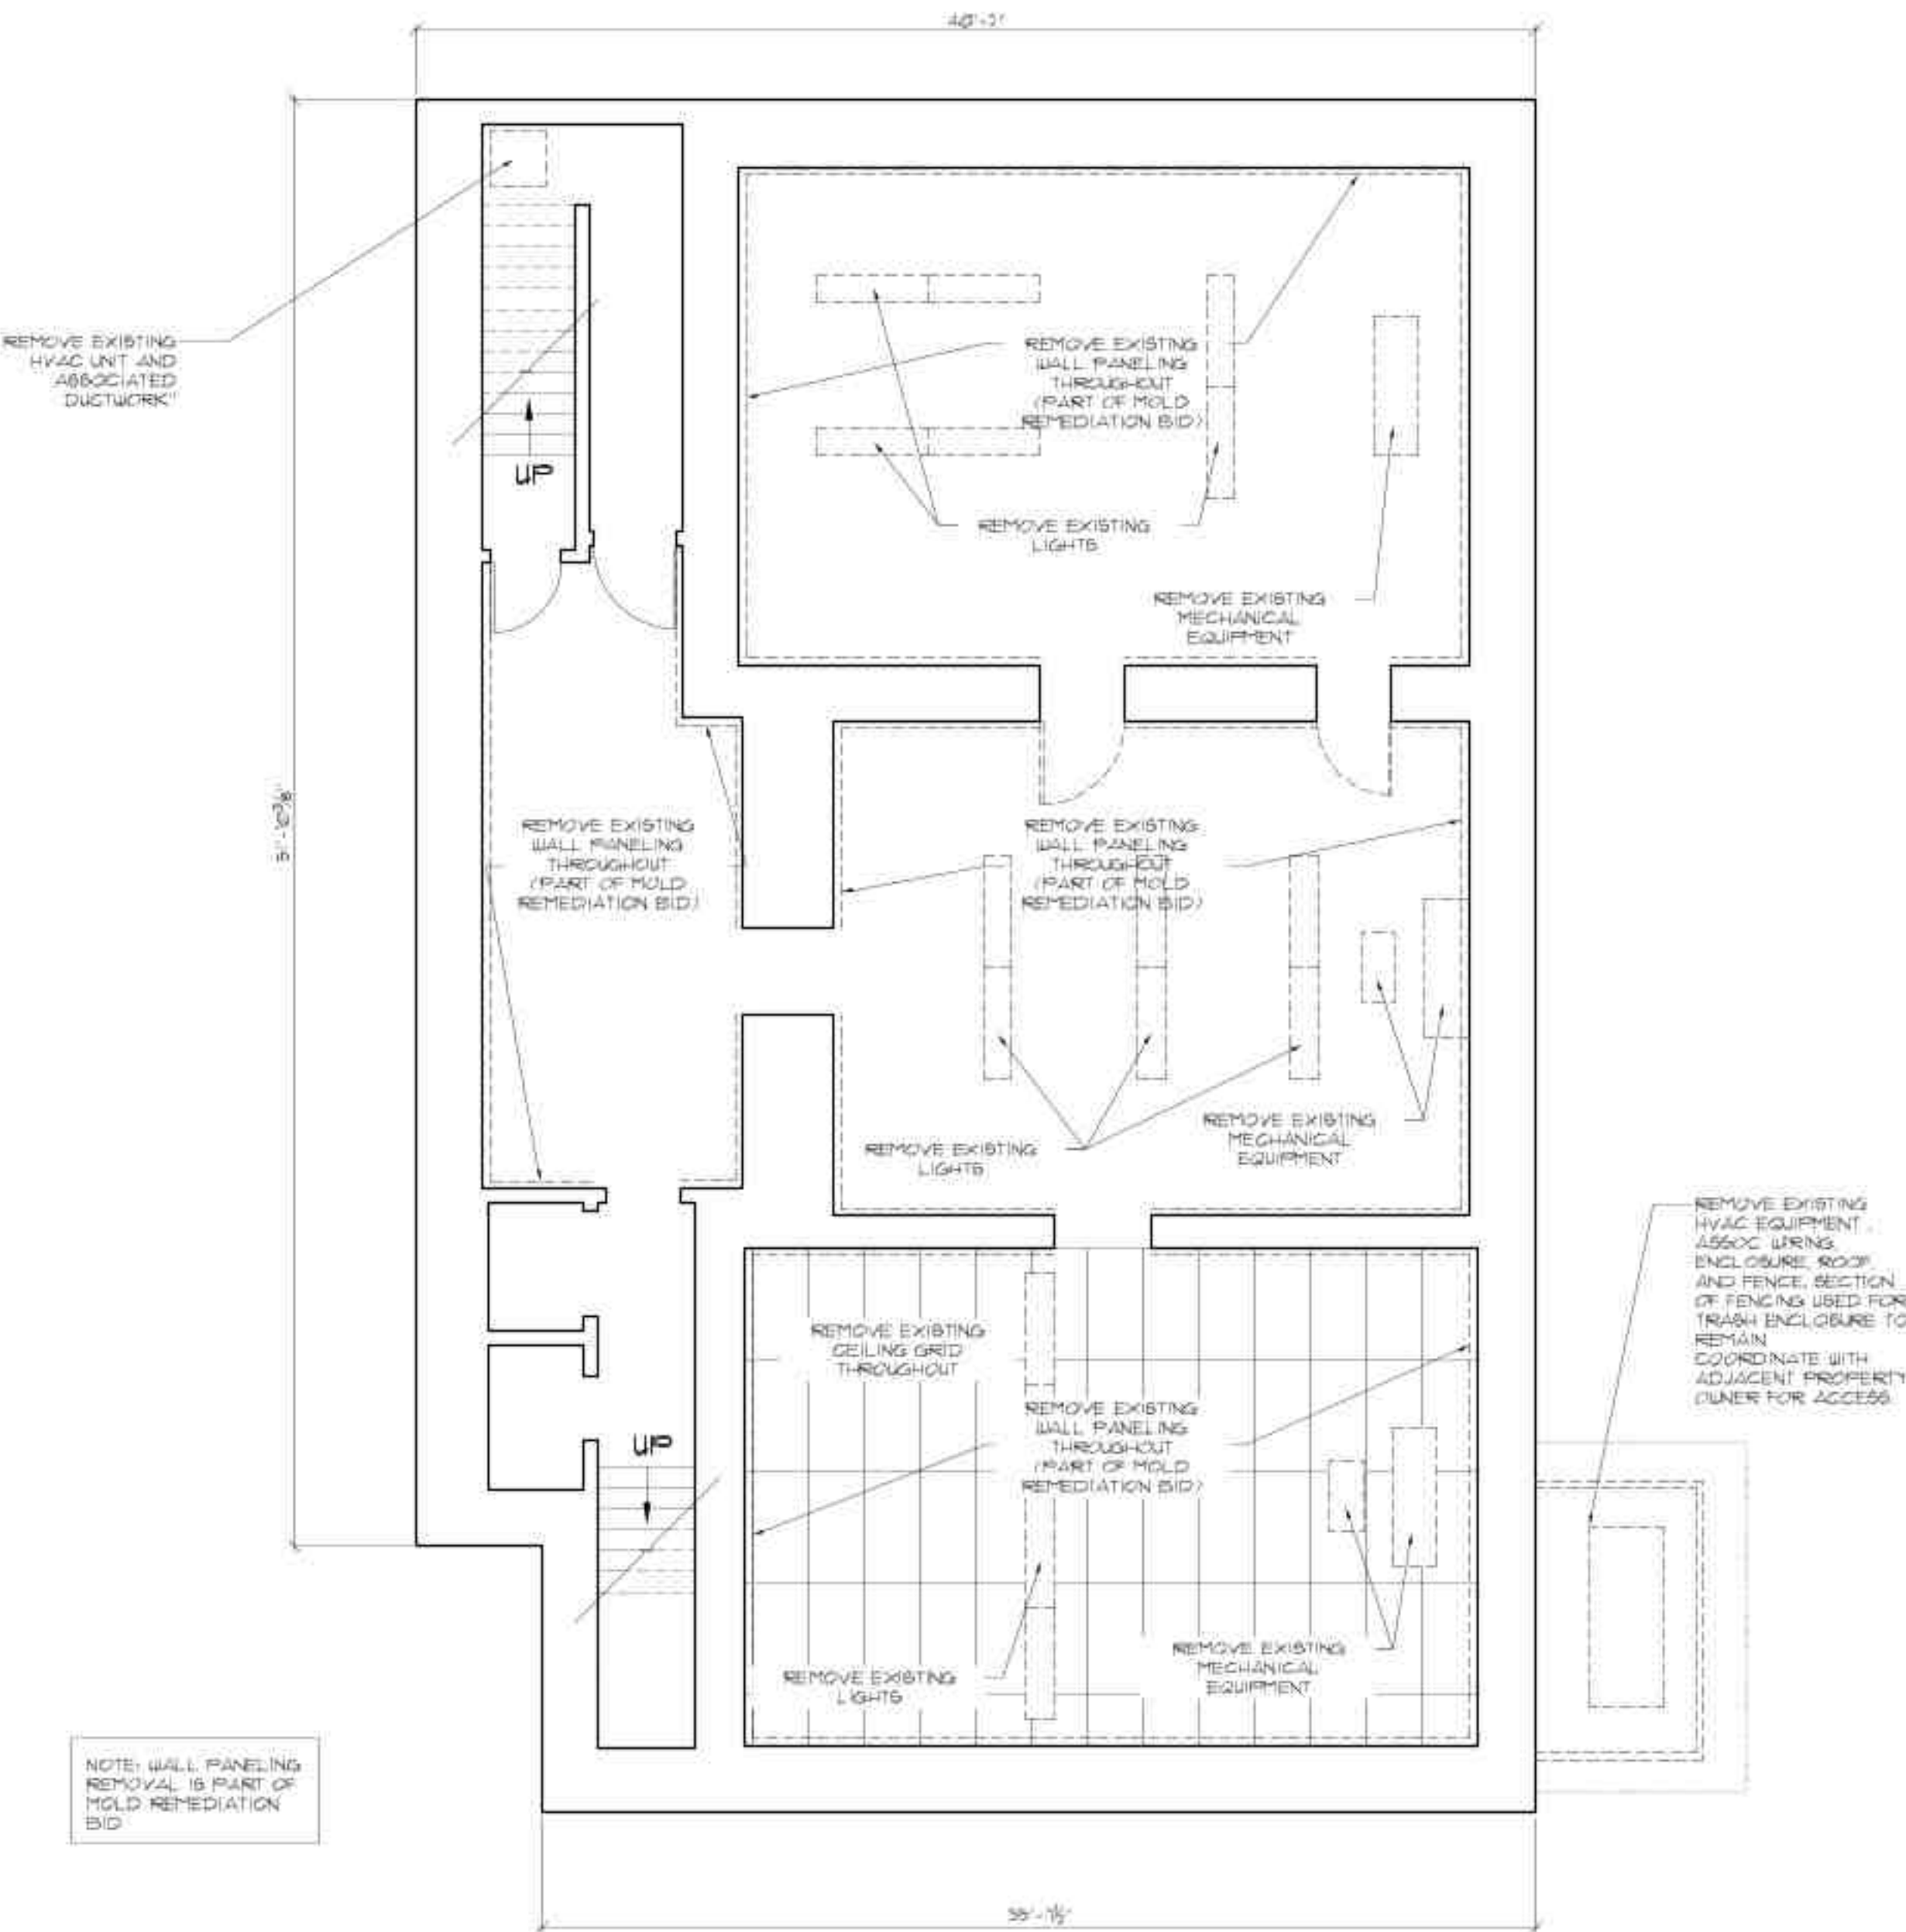 REMOVE EXISTING
HVAC UNIT AND
ASSOCIATED
DUCTWORK"
UP
REMOVE EXISTING
WALL PANELING
THROUGHOUT
(PART OF MOLD
REMEDIATION BID)
REMOVE EXISTING
LIGHTS
REMOVE EXISTING
MECHANICAL
EQUIPMENT
REMOVE EXISTING
WALL PANELING
THROUGHOUT
(PART OF MOLD
REMEDIATION BID)
REMOVE EXISTING
WALL PANELING
THROUGHOUT
(PART OF MOLD
REMEDIATION BID)
REMOVE EXISTING
LIGHTS
REMOVE EXISTING
MECHANICAL
EQUIPMENT
REMOVE EXISTING
HVAC EQUIPMENT,
ASSOC WIRING,
ENCLOSURE, ROOF
AND FENCE, SECTION
OF FENCING USED FOR
TRASH ENCLOSURE TO
REMAIN
COORDINATE WITH
ADJACENT PROPERTY
OWNER FOR ACCESS.
REMOVE EXISTING
CEILING GRID
THROUGHOUT
REMOVE EXISTING
WALL PANELING
THROUGHOUT
(PART OF MOLD
REMEDIATION BID)
UP
REMOVE EXISTING
LIGHTS
REMOVE EXISTING
MECHANICAL
EQUIPMENT
NOTE: WALL PANELING
REMOVAL IS PART OF
MOLD REMEDIATION
BID